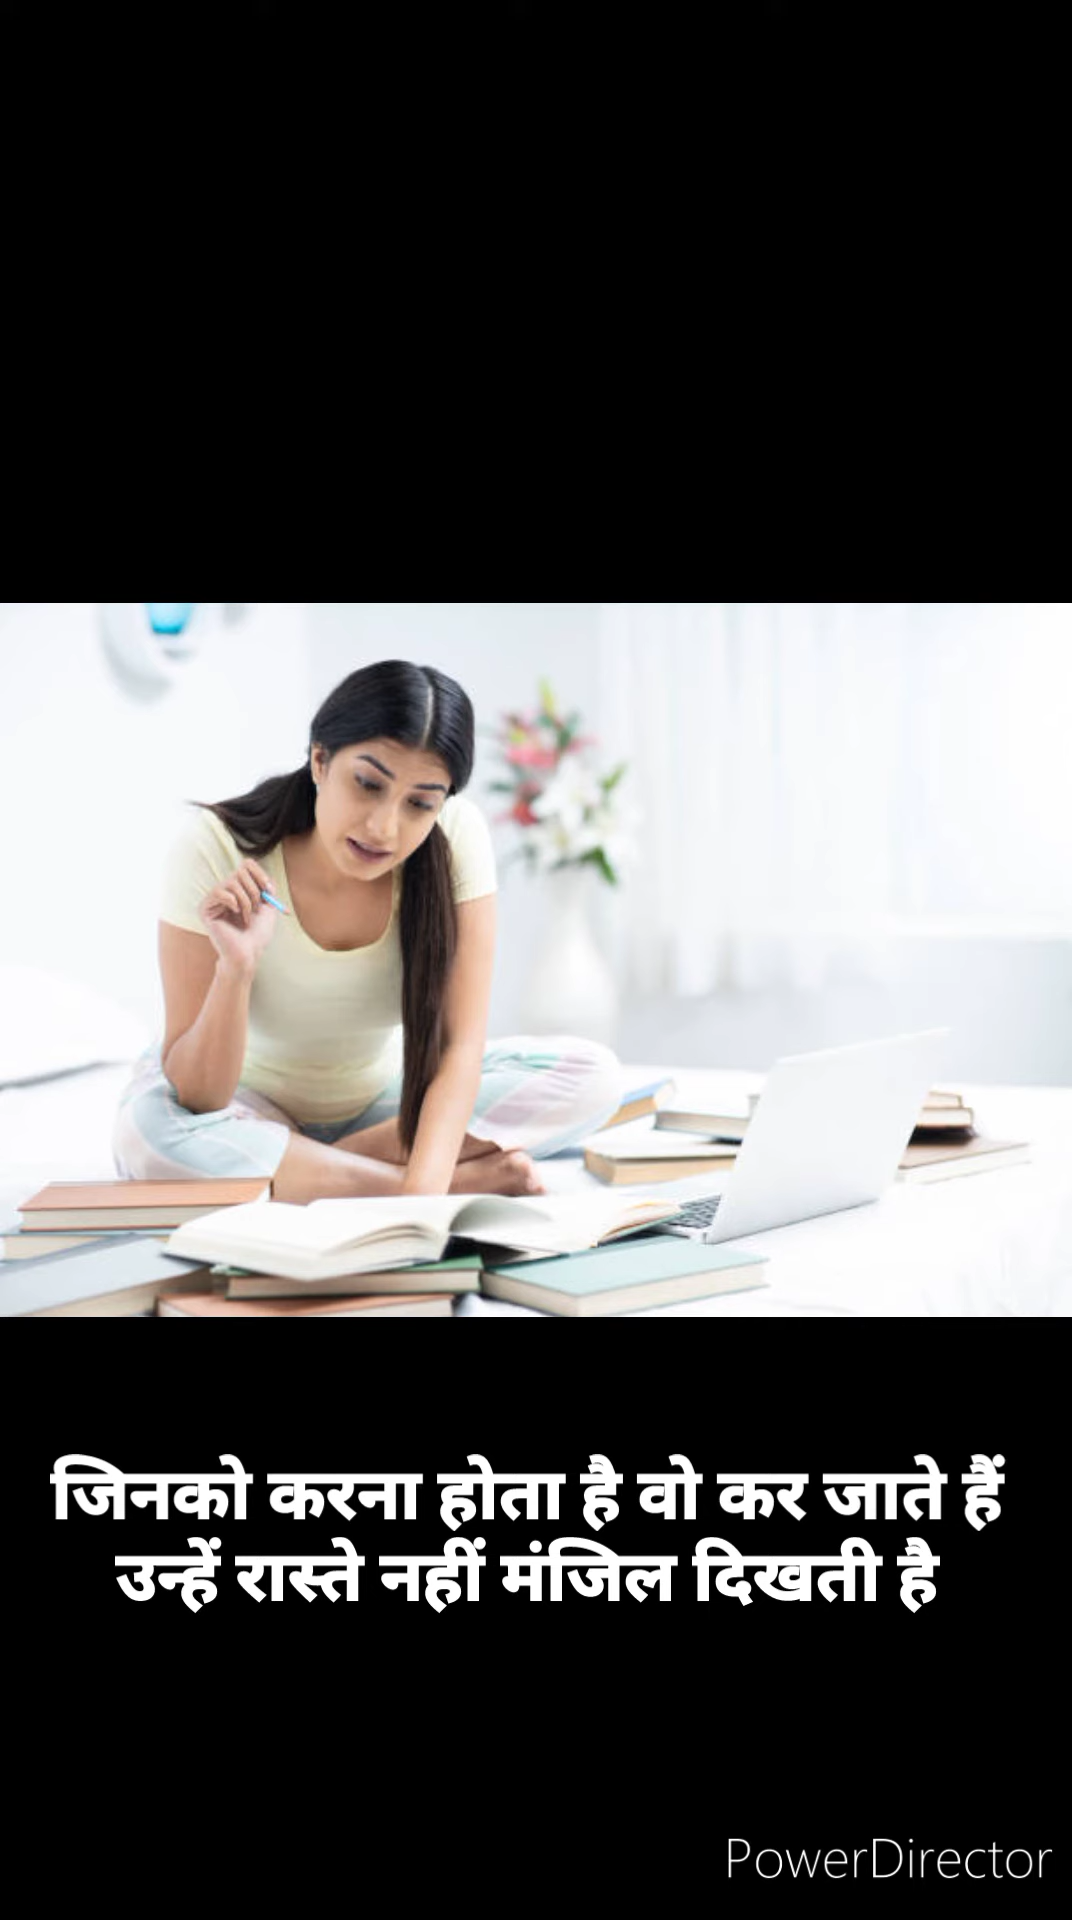 जिनको करना होता है वो कर जाते हैं
उन्हें रास्ते नहीं मंजिल दिखती है
PowerDirector